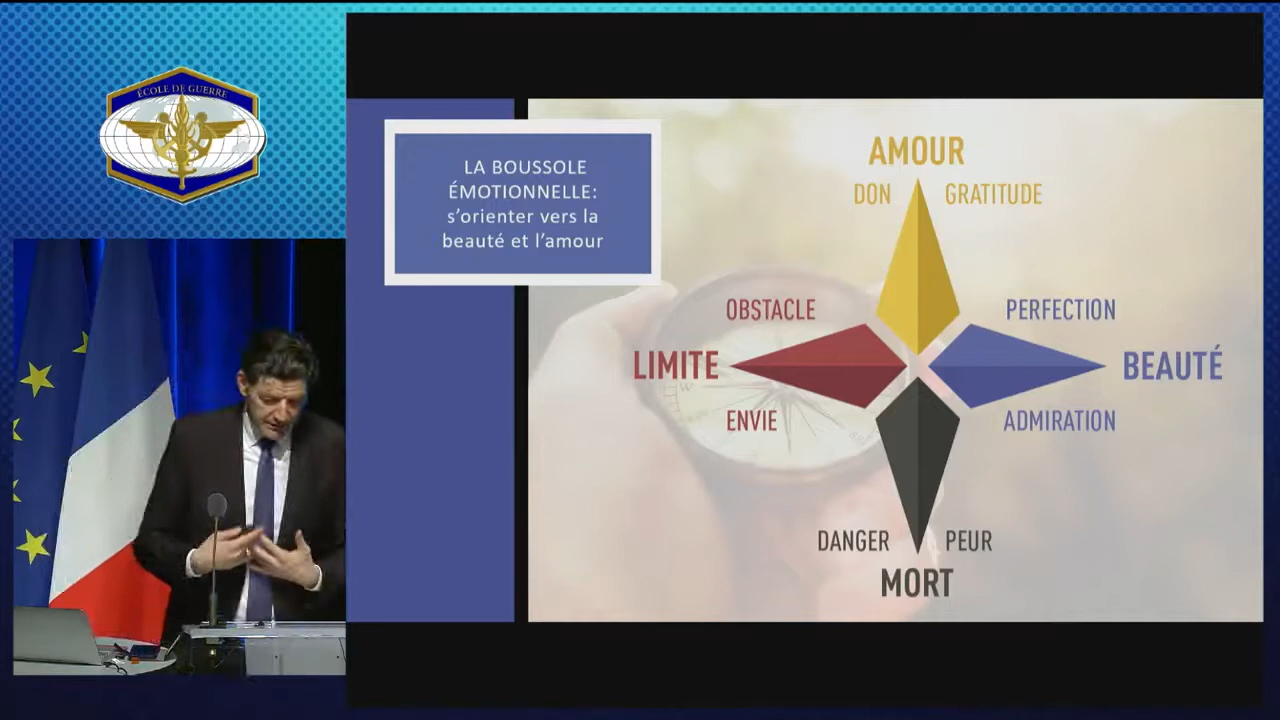 ÉCOLE DE GUERRE
LA BOUSSOLE
ÉMOTIONNELLE:
s’orienter vers la
beauté et l’amour
AMOUR
DON GRATITUDE
OBSTACLE PERFECTION
LIMITE BEAUTÉ
ENVIE ADMIRATION
DANGER PEUR
MORT